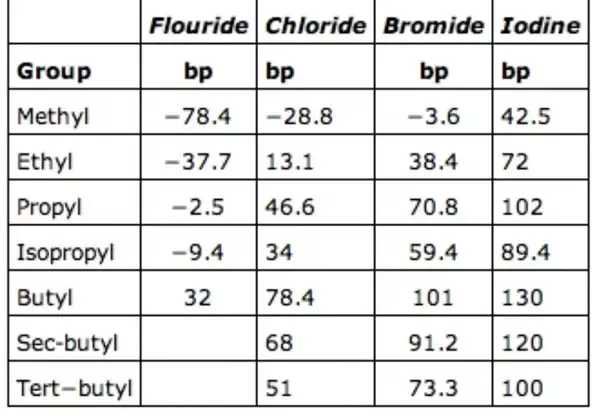 Flouride Chloride Bromide Iodine
Group bp bp bp bp
Methyl −78.4 −28.8 −3.6 42.5
Ethyl −37.7 13.1 38.4 72
Propyl −2.5 46.6 70.8 102
Isopropyl −9.4 34 59.4 89.4
Butyl 32 78.4 101 130
Sec-butyl 68 91.2 120
Tert−butyl 51 73.3 100